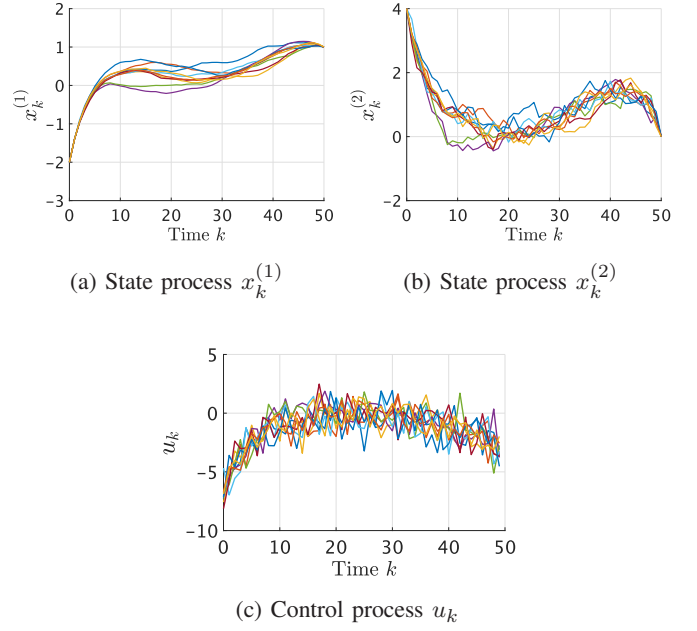 2
1
0
−1
−2
−3
x_k^{(1)}
0 10 20 30 40 50
Time k
(a) State process x_k^{(1)}
4
2
0
−2
x_k^{(2)}
0 10 20 30 40 50
Time k
(b) State process x_k^{(2)}
5
0
−5
−10
u_k
0 10 20 30 40 50
Time k
(c) Control process u_k